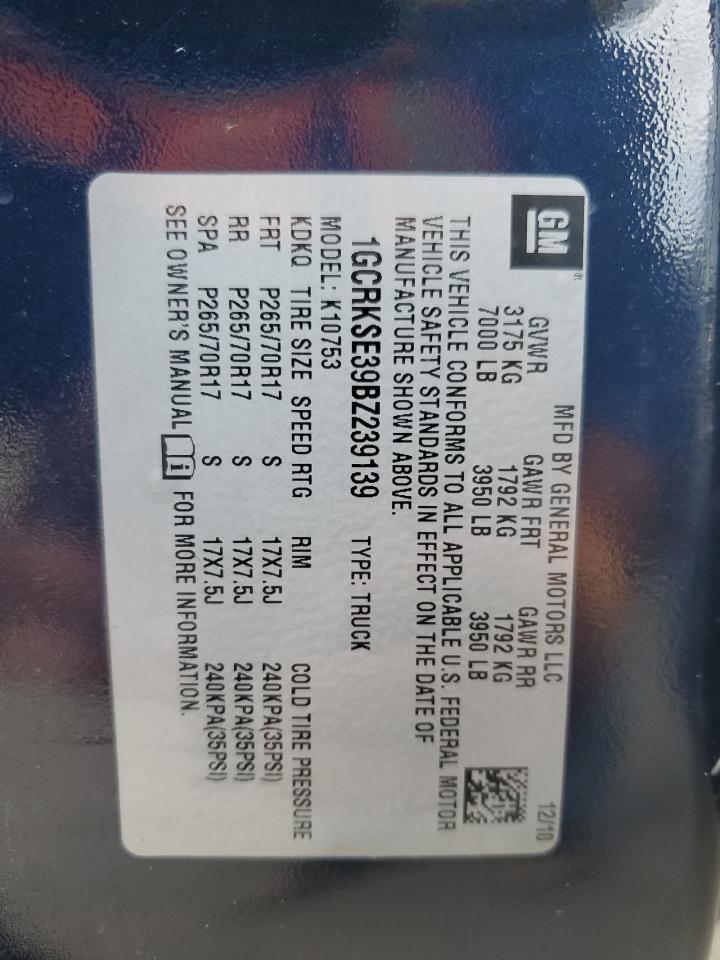 GM®
MFD BY GENERAL MOTORS LLC 12/10
GVWR GAWR FRT GAWR RR
3175 KG 1792 KG 1792 KG
7000 LB 3950 LB 3950 LB
THIS VEHICLE CONFORMS TO ALL APPLICABLE U.S. FEDERAL MOTOR
VEHICLE SAFETY STANDARDS IN EFFECT ON THE DATE OF
MANUFACTURE SHOWN ABOVE.
1GCRKSE39BZ239139 TYPE: TRUCK
MODEL: K10753
KDKQ TIRE SIZE SPEED RTG RIM COLD TIRE PRESSURE
FRT P265/70R17 S 17X7.5J 240KPA(35PSI)
RR P265/70R17 S 17X7.5J 240KPA(35PSI)
SPA P265/70R17 S 17X7.5J 240KPA(35PSI)
SEE OWNER'S MANUAL i FOR MORE INFORMATION.